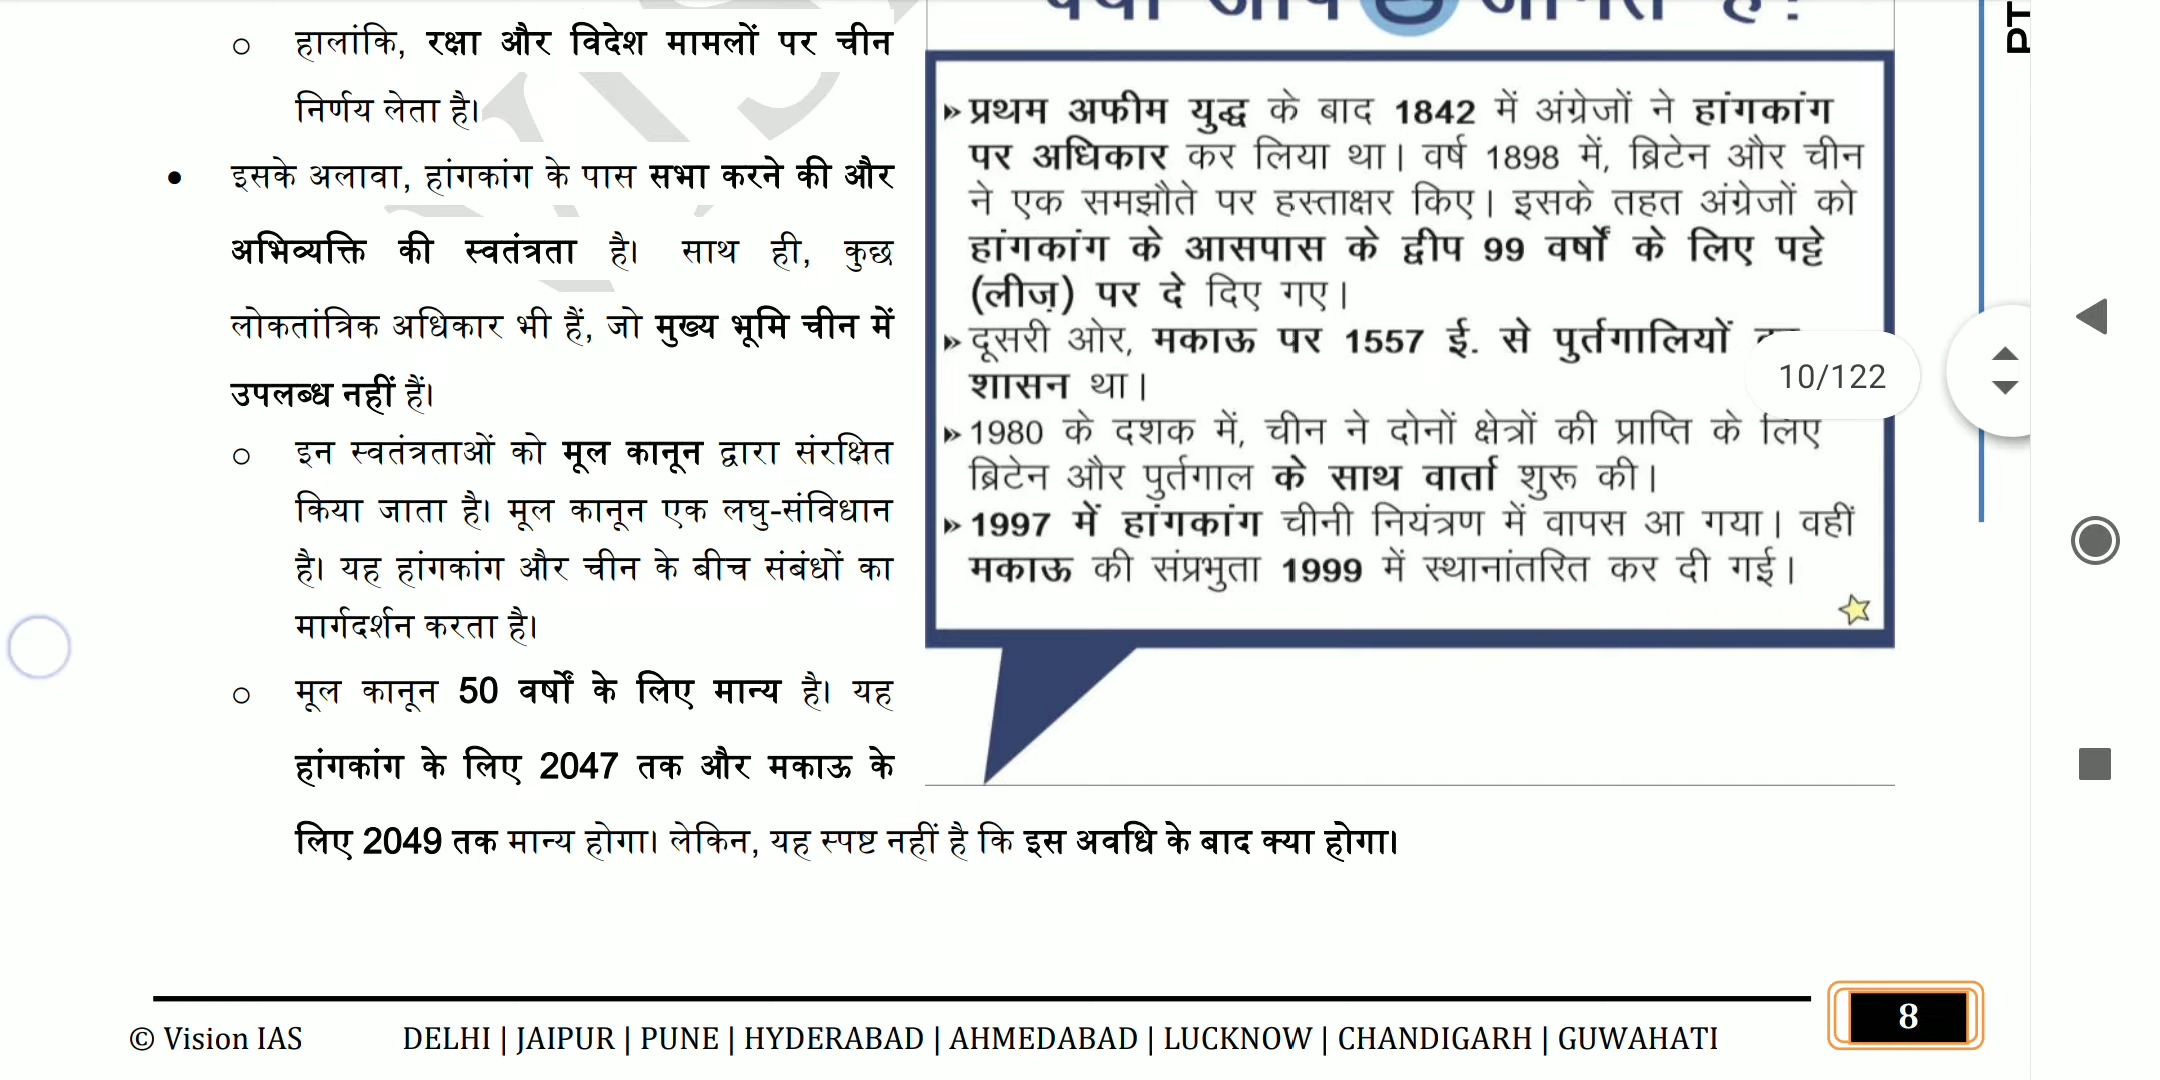 हालांकि, रक्षा और विदेश मामलों पर चीन
निर्णय लेता है।
इसके अलावा, हांगकांग के पास सभा करने की और
अभिव्यक्ति की स्वतंत्रता है। साथ ही, कुछ
लोकतांत्रिक अधिकार भी हैं, जो मुख्य भूमि चीन में
उपलब्ध नहीं हैं।
इन स्वतंत्रताओं को मूल कानून द्वारा संरक्षित
किया जाता है। मूल कानून एक लघु-संविधान
है। यह हांगकांग और चीन के बीच संबंधों का
मार्गदर्शन करता है।
मूल कानून 50 वर्षों के लिए मान्य है। यह
हांगकांग के लिए 2047 तक और मकाऊ के
लिए 2049 तक मान्य होगा। लेकिन, यह स्पष्ट नहीं है कि इस अवधि के बाद क्या होगा।
प्रथम अफीम युद्ध के बाद 1842 में अंग्रेजों ने हांगकांग
पर अधिकार कर लिया था। वर्ष 1898 में, ब्रिटेन और चीन
ने एक समझौते पर हस्ताक्षर किए। इसके तहत अंग्रेजों को
हांगकांग के आसपास के द्वीप 99 वर्षों के लिए पट्टे
(लीज़) पर दे दिए गए।
दूसरी ओर, मकाऊ पर 1557 ई. से पुर्तगालियों
शासन था।
1980 के दशक में, चीन ने दोनों क्षेत्रों की प्राप्ति के लिए
ब्रिटेन और पुर्तगाल के साथ वार्ता शुरू की।
1997 में हांगकांग चीनी नियंत्रण में वापस आ गया। वहीं
मकाऊ की संप्रभुता 1999 में स्थानांतरित कर दी गई।
PT
10/122
© Vision IAS DELHI | JAIPUR | PUNE | HYDERABAD | AHMEDABAD | LUCKNOW | CHANDIGARH | GUWAHATI
8